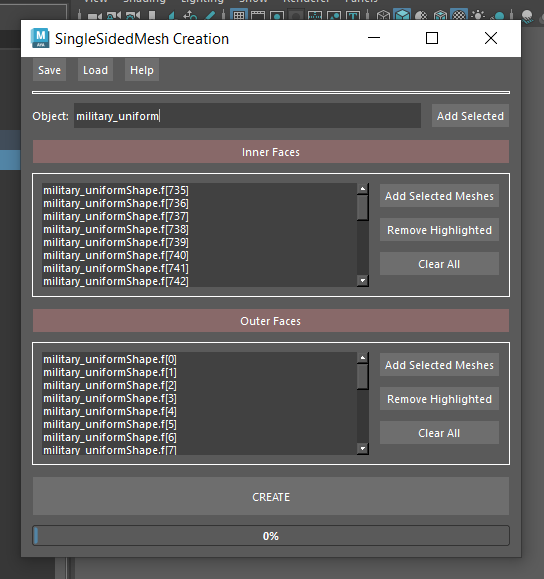 Shading Lighting Show Renderer Panels
SingleSidedMesh Creation
Save Load Help
Object: military_uniform Add Selected
Inner Faces
military_uniformShape.f[735]
military_uniformShape.f[736]
military_uniformShape.f[737]
military_uniformShape.f[738]
military_uniformShape.f[739]
military_uniformShape.f[740]
military_uniformShape.f[741]
military_uniformShape.f[742]
Add Selected Meshes
Remove Highlighted
Clear All
Outer Faces
military_uniformShape.f[0]
military_uniformShape.f[1]
military_uniformShape.f[2]
military_uniformShape.f[3]
military_uniformShape.f[4]
military_uniformShape.f[5]
military_uniformShape.f[6]
military_uniformShape.f[7]
Add Selected Meshes
Remove Highlighted
Clear All
CREATE
0%